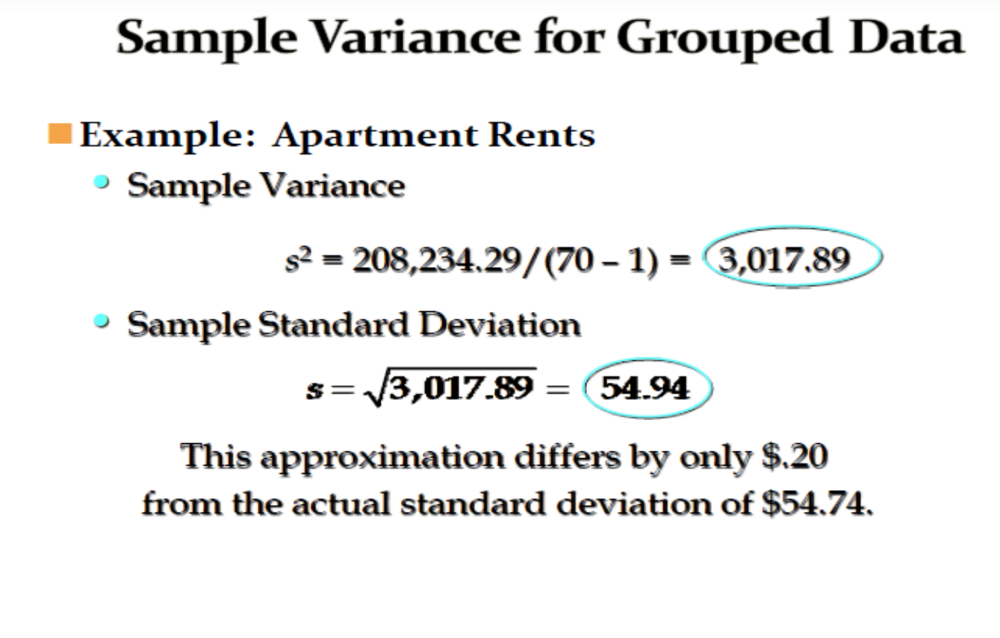 Sample Variance for Grouped Data
Example: Apartment Rents
Sample Variance
s² = 208,234.29/(70 – 1) = 3,017.89
Sample Standard Deviation
s = √3,017.89 = 54.94
This approximation differs by only $.20
from the actual standard deviation of $54.74.